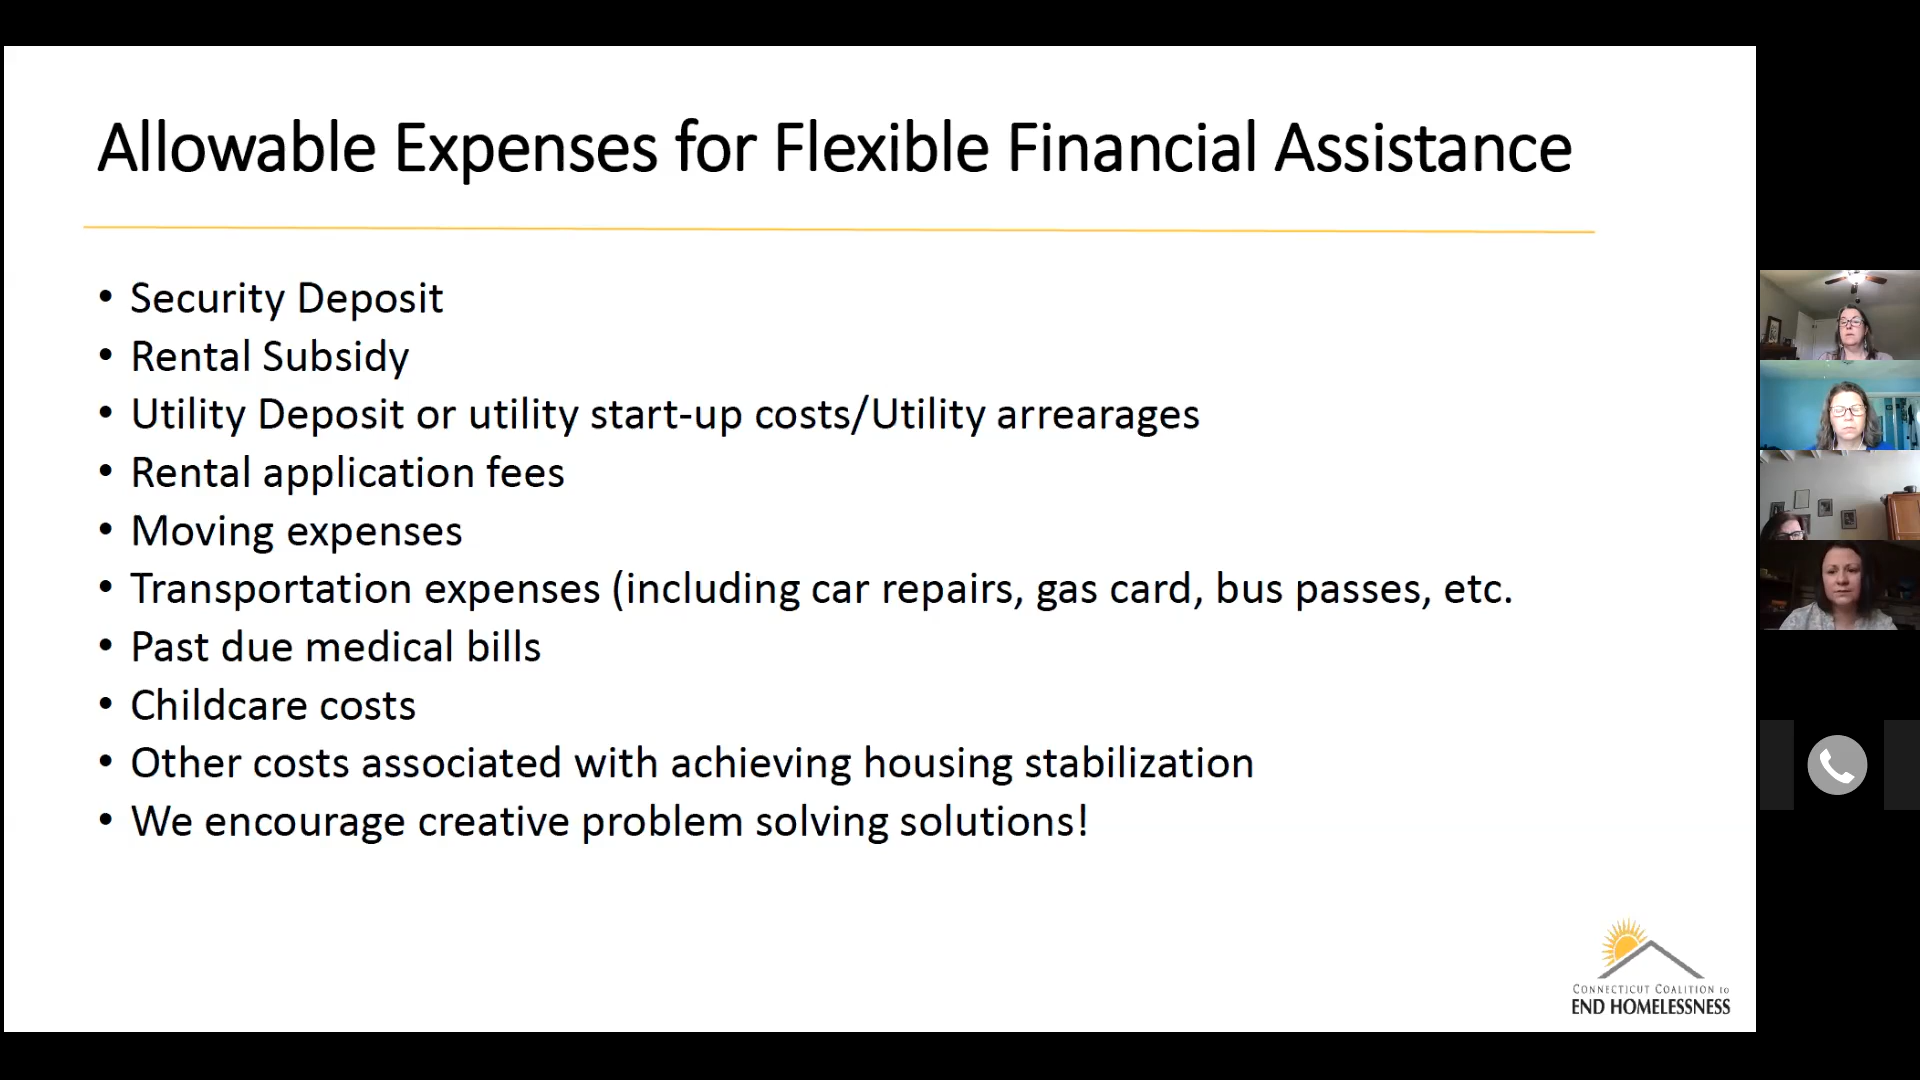 Allowable Expenses for Flexible Financial Assistance
• Security Deposit
• Rental Subsidy
• Utility Deposit or utility start-up costs/Utility arrearages
• Rental application fees
• Moving expenses
• Transportation expenses (including car repairs, gas card, bus passes, etc.
• Past due medical bills
• Childcare costs
• Other costs associated with achieving housing stabilization
• We encourage creative problem solving solutions!
CONNECTICUT COALITION to
END HOMELESSNESS